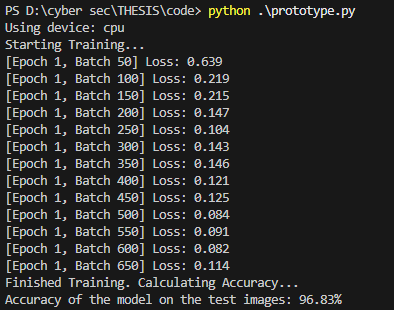 PS D:\cyber sec\THESIS\code> python .\prototype.py
Using device: cpu
Starting Training...
[Epoch 1, Batch 50] Loss: 0.639
[Epoch 1, Batch 100] Loss: 0.219
[Epoch 1, Batch 150] Loss: 0.215
[Epoch 1, Batch 200] Loss: 0.147
[Epoch 1, Batch 250] Loss: 0.104
[Epoch 1, Batch 300] Loss: 0.143
[Epoch 1, Batch 350] Loss: 0.146
[Epoch 1, Batch 400] Loss: 0.121
[Epoch 1, Batch 450] Loss: 0.125
[Epoch 1, Batch 500] Loss: 0.084
[Epoch 1, Batch 550] Loss: 0.091
[Epoch 1, Batch 600] Loss: 0.082
[Epoch 1, Batch 650] Loss: 0.114
Finished Training. Calculating Accuracy...
Accuracy of the model on the test images: 96.83%